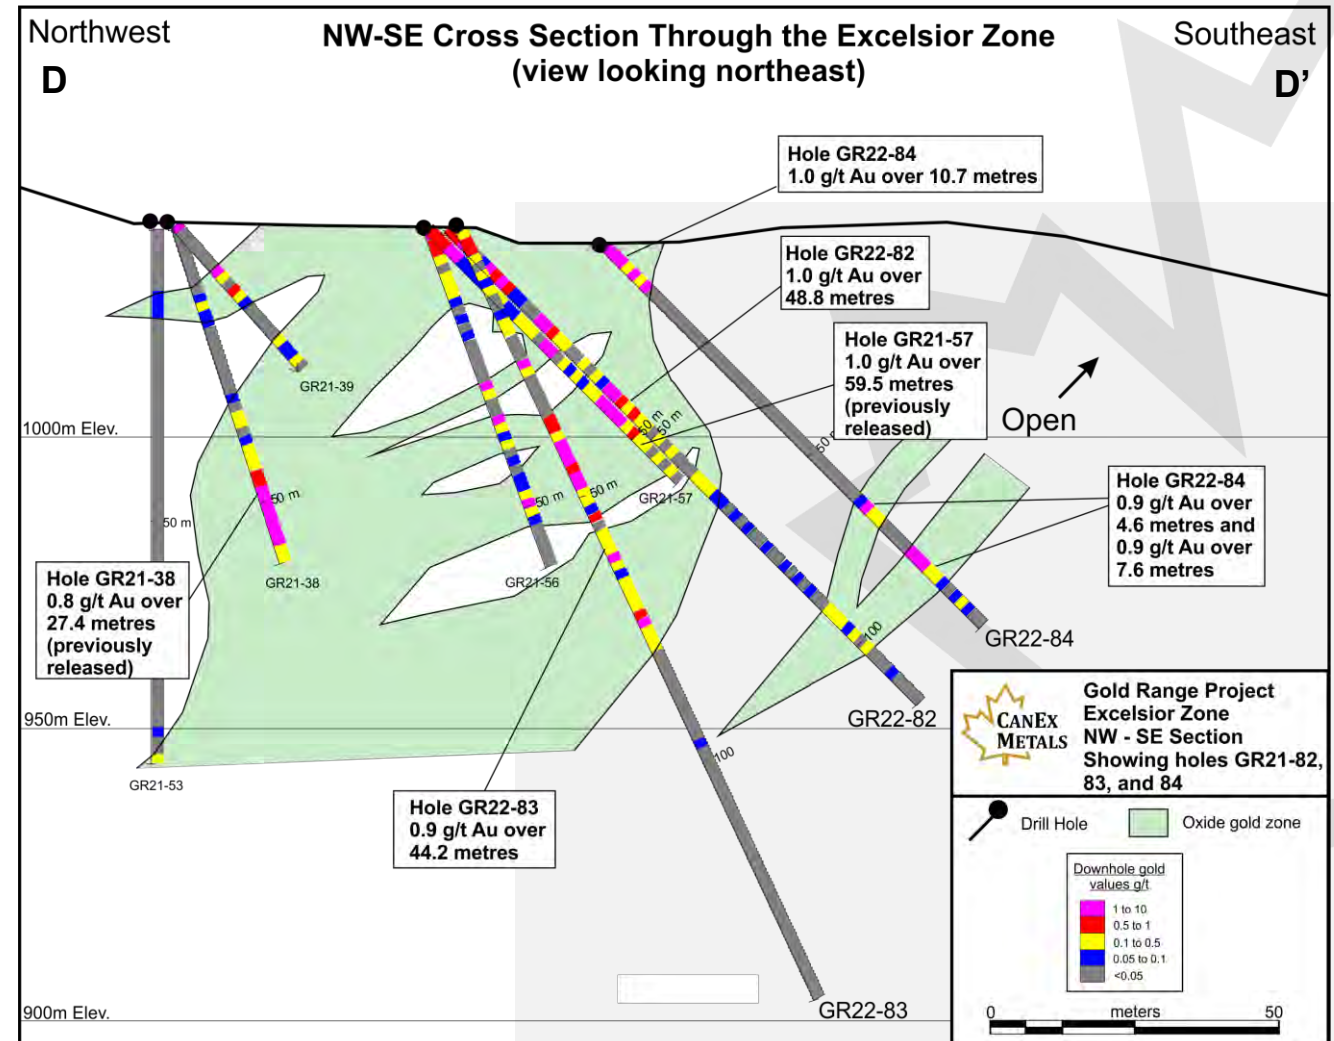 Northwest
NW-SE Cross Section Through the Excelsior Zone
(view looking northeast)
Southeast
D
D’
Hole GR22-84
1.0 g/t Au over 10.7 metres
Hole GR22-82
1.0 g/t Au over
48.8 metres
Hole GR21-57
1.0 g/t Au over
59.5 metres
(previously
released)
Open
GR21-39
1000m Elev.
50 m
50 m
50 m
Hole GR22-84
0.9 g/t Au over
4.6 metres and
0.9 g/t Au over
7.6 metres
GR21-57
50 m
50 m
50 m
50 m
Hole GR21-38
0.8 g/t Au over
27.4 metres
(previously
released)
GR21-38
GR21-56
100
GR22-84
GR22-82
950m Elev.
100
GR21-53
Hole GR22-83
0.9 g/t Au over
44.2 metres
GR22-83
900m Elev.
CANEX
METALS
Gold Range Project
Excelsior Zone
NW - SE Section
Showing holes GR21-82,
83, and 84
Drill Hole
Oxide gold zone
Downhole gold
values g/t
1 to 10
0.5 to 1
0.1 to 0.5
0.05 to 0.1
<0.05
0 meters 50